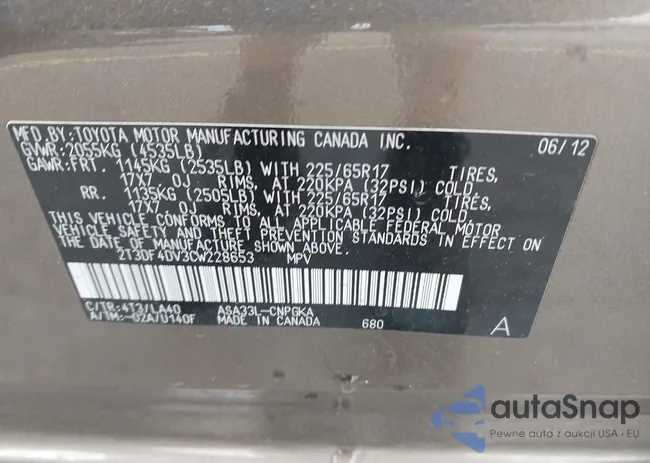 MFD.BY:TOYOTA MOTOR MANUFACTURING CANADA INC. 06/12
GVWR:2055KG (4535LB)
GAWR:FRT. 1145KG (2535LB) WITH 225/65R17 TIRES,
17X7 OJ RIMS, AT 220KPA (32PSI) COLD.
RR. 1135KG (2505LB) WITH 225/65R17 TIRES,
17X7 OJ RIMS, AT 220KPA (32PSI) COLD.
THIS VEHICLE CONFORMS TO ALL APPLICABLE FEDERAL MOTOR
VEHICLE SAFETY AND THEFT PREVENTION STANDARDS IN EFFECT ON
THE DATE OF MANUFACTURE SHOWN ABOVE.
2T3DF4DV3CW228653 MPV
C/TR:4T3/LA40 ASA33L-CNPGKA
A/TM:-02A/U140F MADE IN CANADA 680 A
autaSnap
Pewne auta z aukcji USA i EU